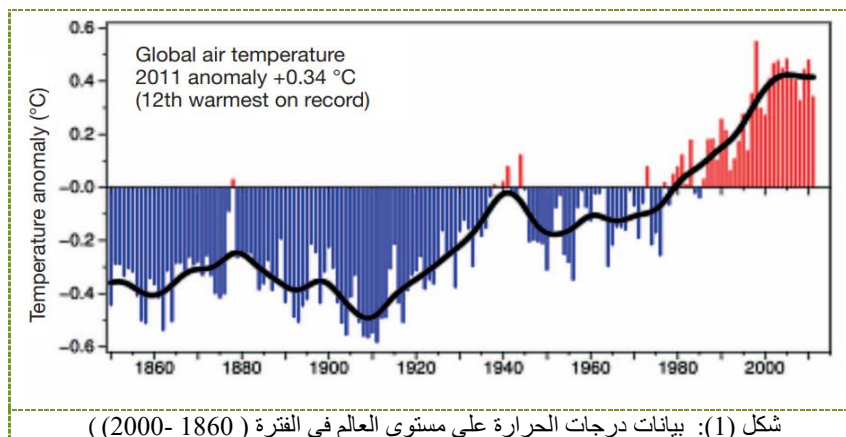 Global air temperature
2011 anomaly +0.34 °C
(12th warmest on record)
Temperature anomaly (°C)
0.6
0.4
0.2
-0.0
-0.2
-0.4
-0.6
1860 1880 1900 1920 1940 1960 1980 2000
شكل (1): بيانات درجات الحرارة على مستوى العالم في الفترة ( 1860 -2000) )